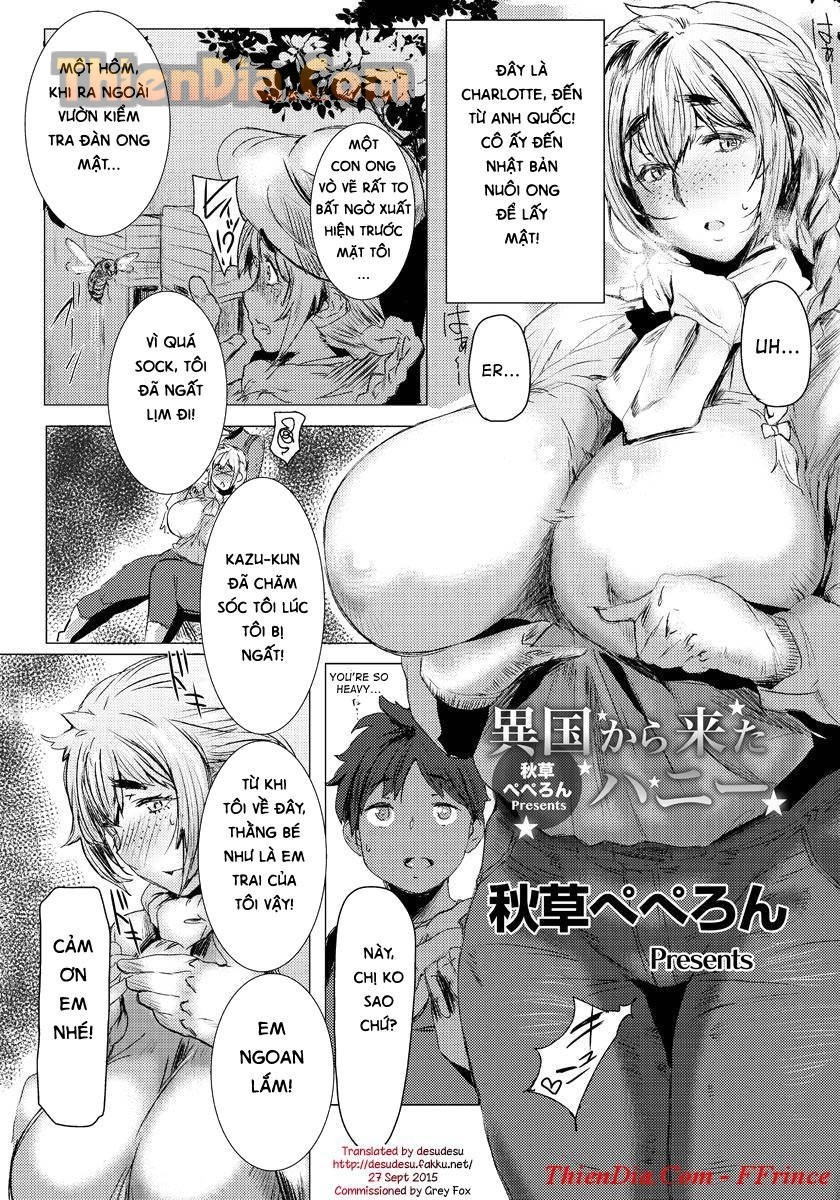 ĐÂY LÀ
CHARLOTTE, ĐẾN
TỪ ANH QUỐC!
CÔ ẤY ĐẾN
NHẬT BẢN
NUÔI ONG
ĐỂ LẤY
MẬT!
UH...
ER...
ThienDia.Com
MỘT HÔM,
KHI RA NGOÀI
VƯỜN KIỂM
TRA ĐÀN ONG
MẬT...
MỘT
CON ONG
VÒ VẼ RẤT TO
BẤT NGỜ XUẤT
HIỆN TRƯỚC
MẶT TÔI
...
VÌ QUÁ
SOCK, TÔI
ĐÃ NGẤT
LỊM ĐI!
KAZU-KUN
ĐÃ CHĂM
SÓC TÔI LÚC
TÔI BỊ
NGẤT!
YOU'RE SO
HEAVY...
TỪ KHI
TÔI VỀ ĐÂY,
THẰNG BÉ
NHƯ LÀ EM
TRAI CỦA
TÔI VẬY!
NÀY,
CHỊ KO
SAO
CHỨ?
EM
NGOAN
LẮM!
CẢM
ƠN
EM
NHÉ!
異国から来た
ハニー
秋草
ぺぺろん
Presents
秋草ぺぺろん
Presents
Translated by desudesu
http://desudesu.fakku.net/
27 Sept 2015
Commissioned by Grey Fox
ThienDia.Com - FFrince